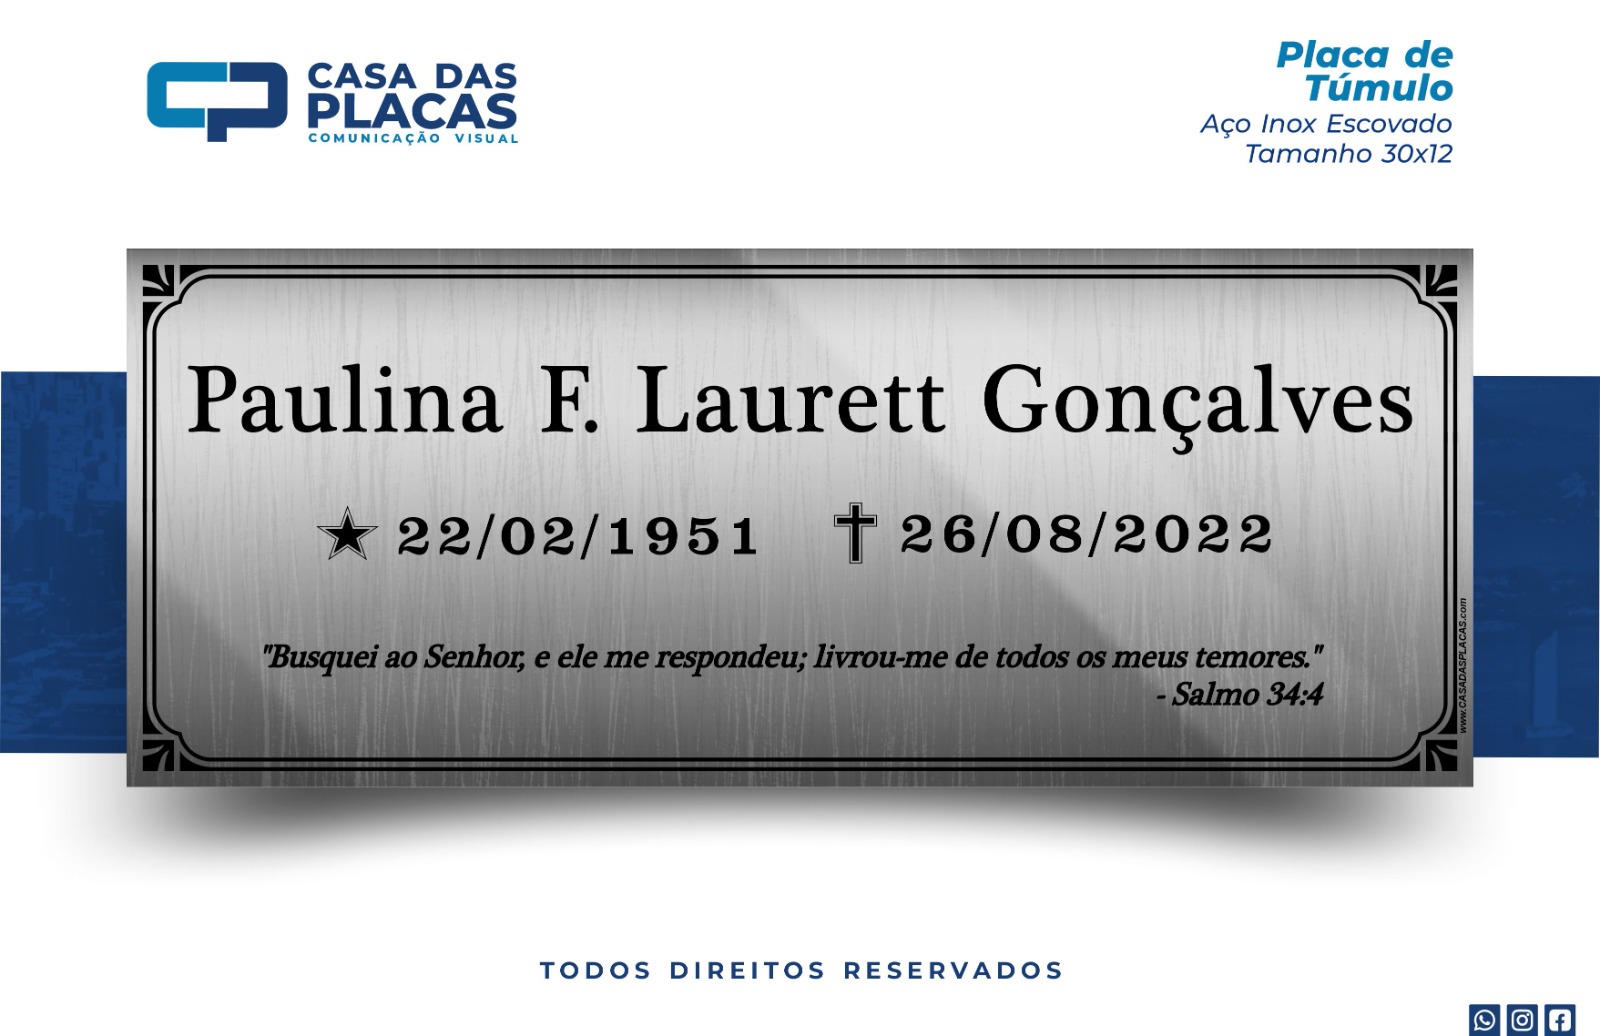 CASA DAS
PLACAS
COMUNICAÇÃO VISUAL
Placa de
Túmulo
Aço Inox Escovado
Tamanho 30x12
Paulina F. Laurett Gonçalves
22/02/1951 26/08/2022
"Busquei ao Senhor, e ele me respondeu; livrou-me de todos os meus temores."
- Salmo 34:4
www.CASADASPLACAS.com
TODOS DIREITOS RESERVADOS